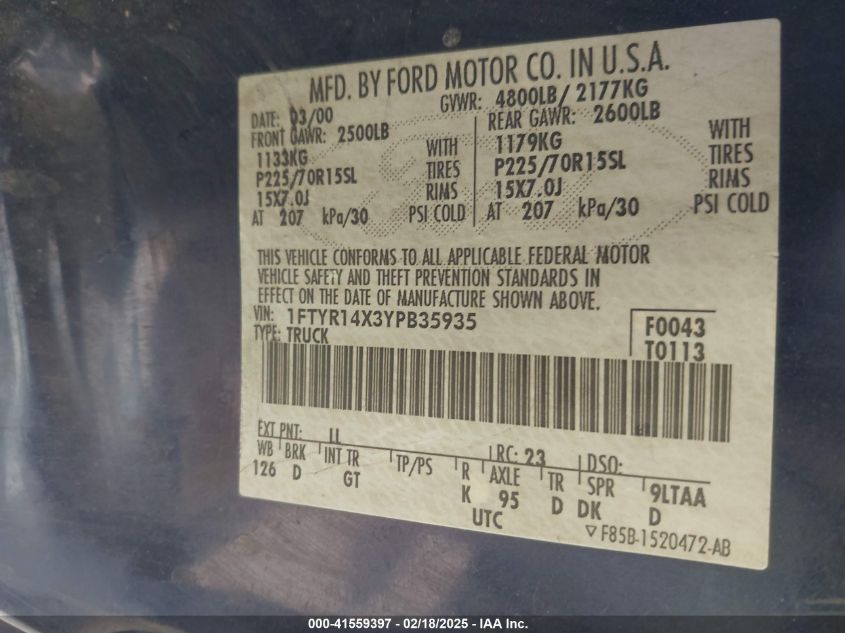 MFD. BY FORD MOTOR CO. IN U.S.A.
DATE: 03/00 GVWR: 4800LB/ 2177KG
FRONT GAWR: 2500LB REAR GAWR: 2600LB
1133KG WITH 1179KG WITH
P225/70R15SL TIRES P225/70R15SL TIRES
15X7.0J RIMS 15X7.0J RIMS
AT 207 kPa/30 PSI COLD AT 207 kPa/30 PSI COLD
THIS VEHICLE CONFORMS TO ALL APPLICABLE FEDERAL MOTOR
VEHICLE SAFETY AND THEFT PREVENTION STANDARDS IN
EFFECT ON THE DATE OF MANUFACTURE SHOWN ABOVE.
VIN: 1FTYR14X3YPB35935 F0043
TYPE: TRUCK T0113
EXT PNT: LL RC: 23 DSO:
WB BRK INT TR TP/PS R AXLE TR SPR 9LTAA
126 D GT K 95 D DK D
UTC
▽F85B-1520472-AB
000-41559397 - 02/18/2025 - IAA Inc.